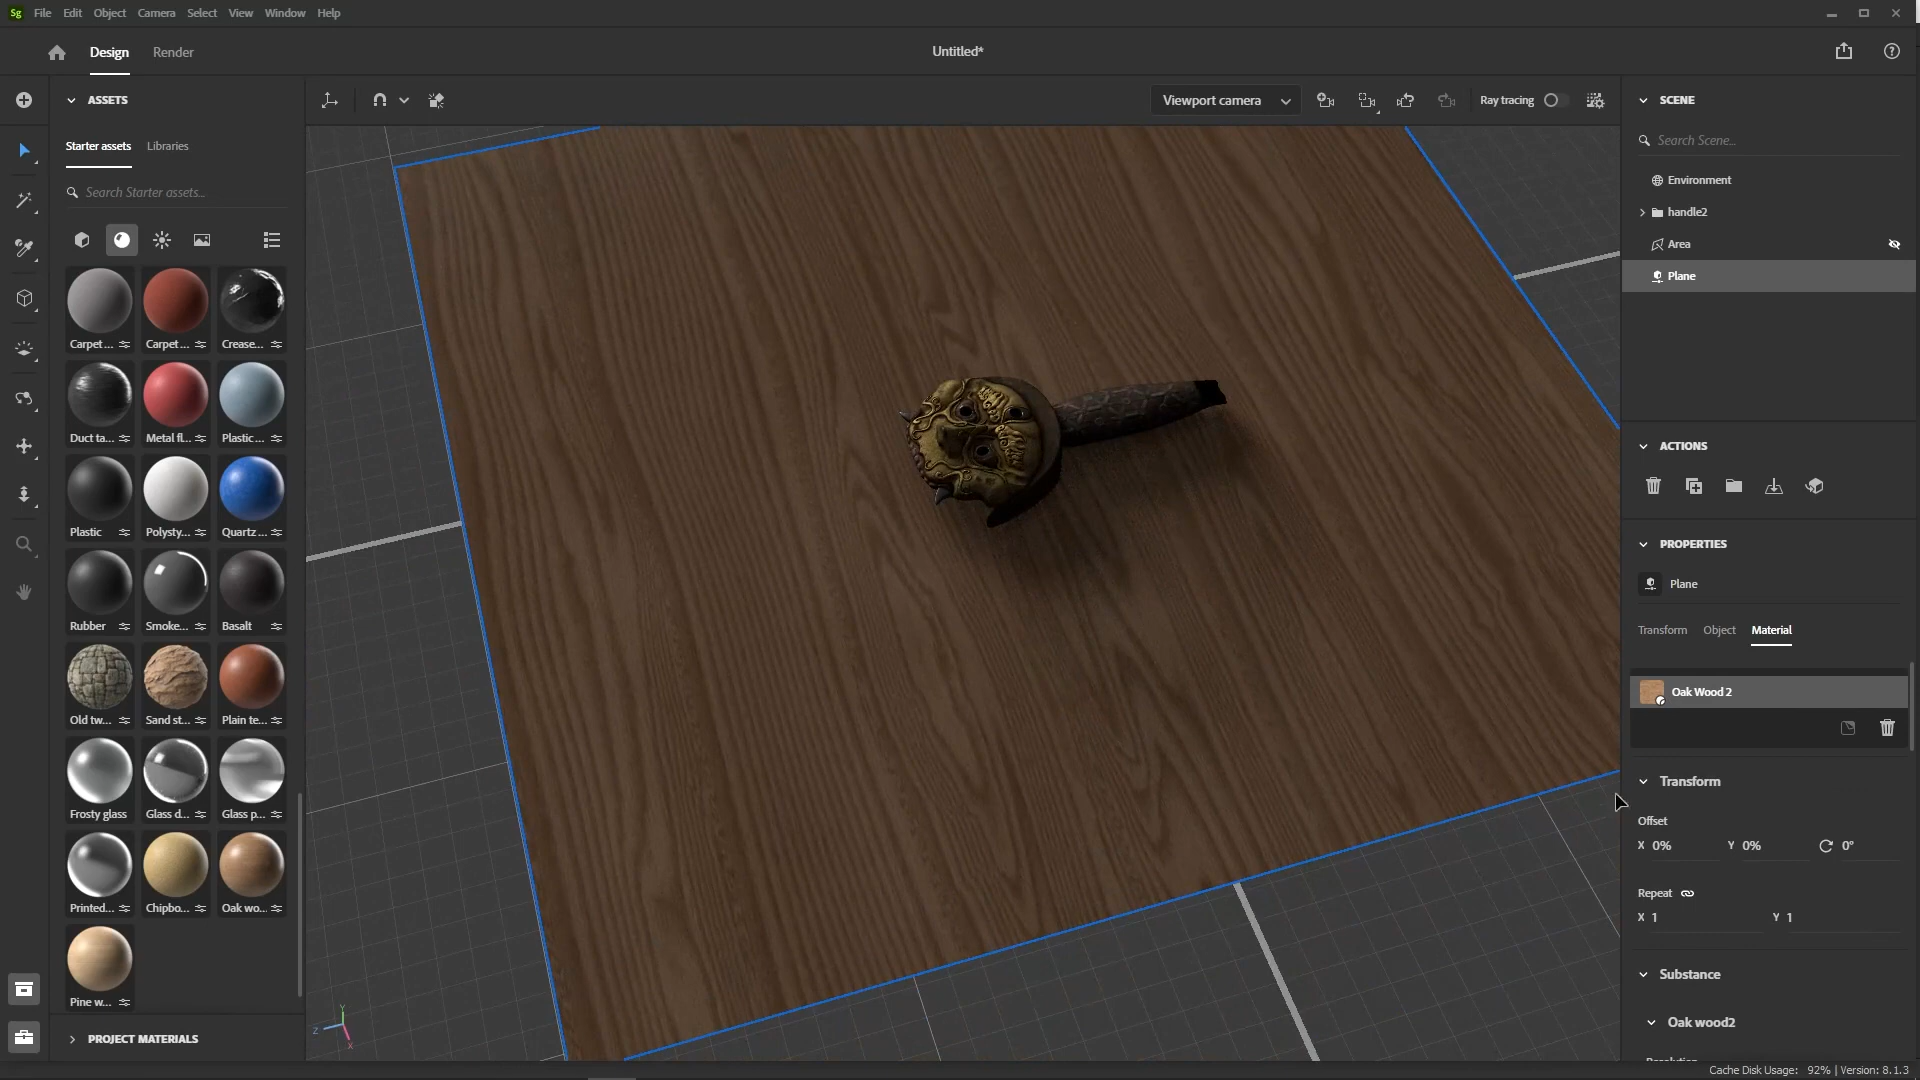 Sg File Edit Object Camera Select View Window Help
Design Render
Untitled*
ASSETS
Starter assets Libraries
Search Starter assets...
Carpet ... Carpet ... Crease...
Duct ta... Metal fl... Plastic ...
Plastic Polysty... Quartz ...
Rubber Smoke... Basalt
Old tw... Sand st... Plain te...
Frosty glass Glass d... Glass p...
Printed... Chipbo... Oak wo...
Pine w...
PROJECT MATERIALS
Viewport camera
Ray tracing
Z Y X
SCENE
Search Scene...
Environment
handle2
Area
Plane
ACTIONS
PROPERTIES
Plane
Transform Object Material
Oak Wood 2
Transform
Offset
X 0% Y 0% 0°
Repeat
X 1 Y 1
Substance
Oak wood2
Resolution
Cache Disk Usage: 92% | Version: 8.1.3